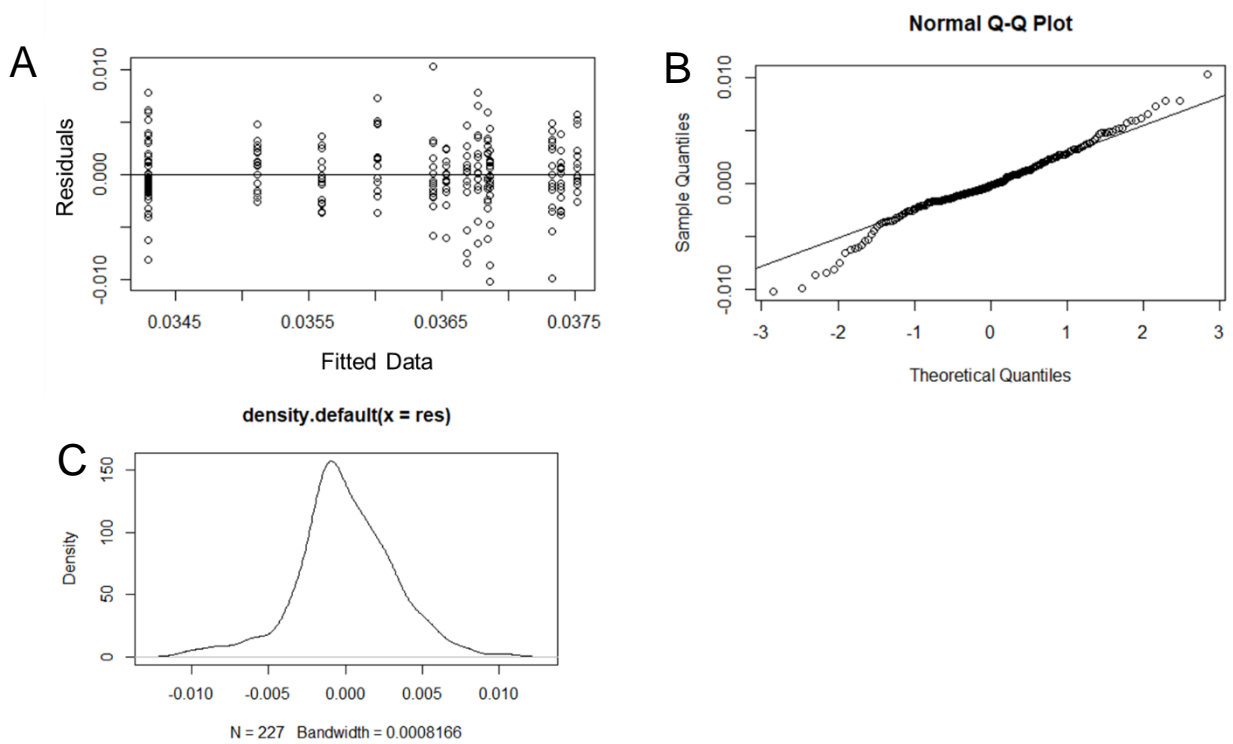 A
Residuals
0.010
0.000
-0.010
0.0345 0.0355 0.0365 0.0375
Fitted Data
B
Normal Q-Q Plot
Sample Quantiles
0.010
0.000
-0.010
-3 -2 -1 0 1 2 3
Theoretical Quantiles
C
density.default(x = res)
Density
150
100
50
0
-0.010 -0.005 0.000 0.005 0.010
N = 227 Bandwidth = 0.0008166